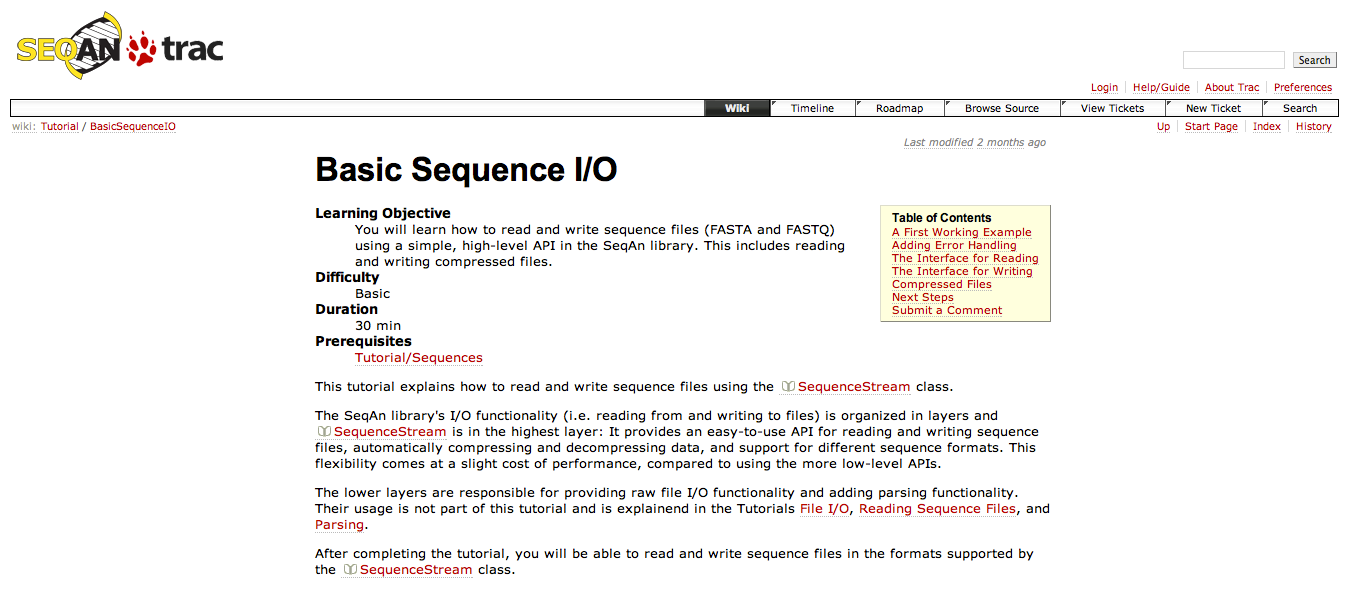 SEQAN trac
Search
Login Help/Guide About Trac Preferences
Wiki Timeline Roadmap Browse Source View Tickets New Ticket Search
wiki: Tutorial / BasicSequenceIO
Up Start Page Index History
Last modified 2 months ago
Basic Sequence I/O
Learning Objective
You will learn how to read and write sequence files (FASTA and FASTQ)
using a simple, high-level API in the SeqAn library. This includes reading
and writing compressed files.
Difficulty
Basic
Duration
30 min
Prerequisites
Tutorial/Sequences
Table of Contents
A First Working Example
Adding Error Handling
The Interface for Reading
The Interface for Writing
Compressed Files
Next Steps
Submit a Comment
This tutorial explains how to read and write sequence files using the SequenceStream class.
The SeqAn library's I/O functionality (i.e. reading from and writing to files) is organized in layers and
SequenceStream is in the highest layer: It provides an easy-to-use API for reading and writing sequence
files, automatically compressing and decompressing data, and support for different sequence formats. This
flexibility comes at a slight cost of performance, compared to using the more low-level APIs.
The lower layers are responsible for providing raw file I/O functionality and adding parsing functionality.
Their usage is not part of this tutorial and is explainend in the Tutorials File I/O, Reading Sequence Files, and
Parsing.
After completing the tutorial, you will be able to read and write sequence files in the formats supported by
the SequenceStream class.